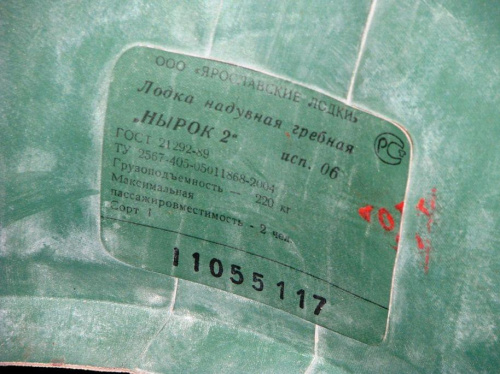 ООО «ЯРОСЛАВСКИЕ ЛОДКИ»
Лодка надувная гребная
„НЫРОК 2" исп. 06
ГОСТ 21292-89
ТУ 2567-405-05011868-2004
Грузоподъемность — 220 кг
Максимальная
пассажировместимость - 2 чел.
Сорт 1
11055117